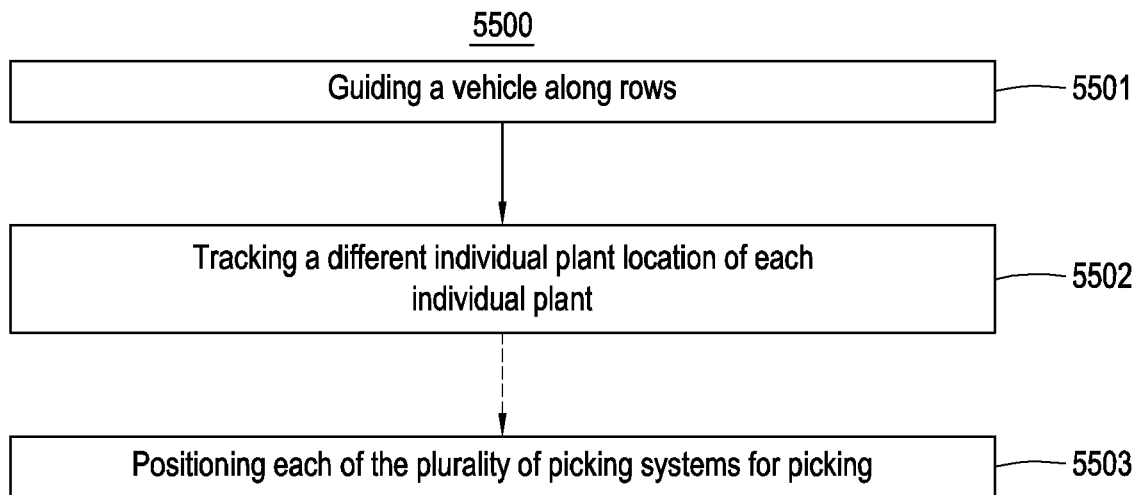 5500
Guiding a vehicle along rows
5501
Tracking a different individual plant location of each
individual plant
5502
Positioning each of the plurality of picking systems for picking
5503